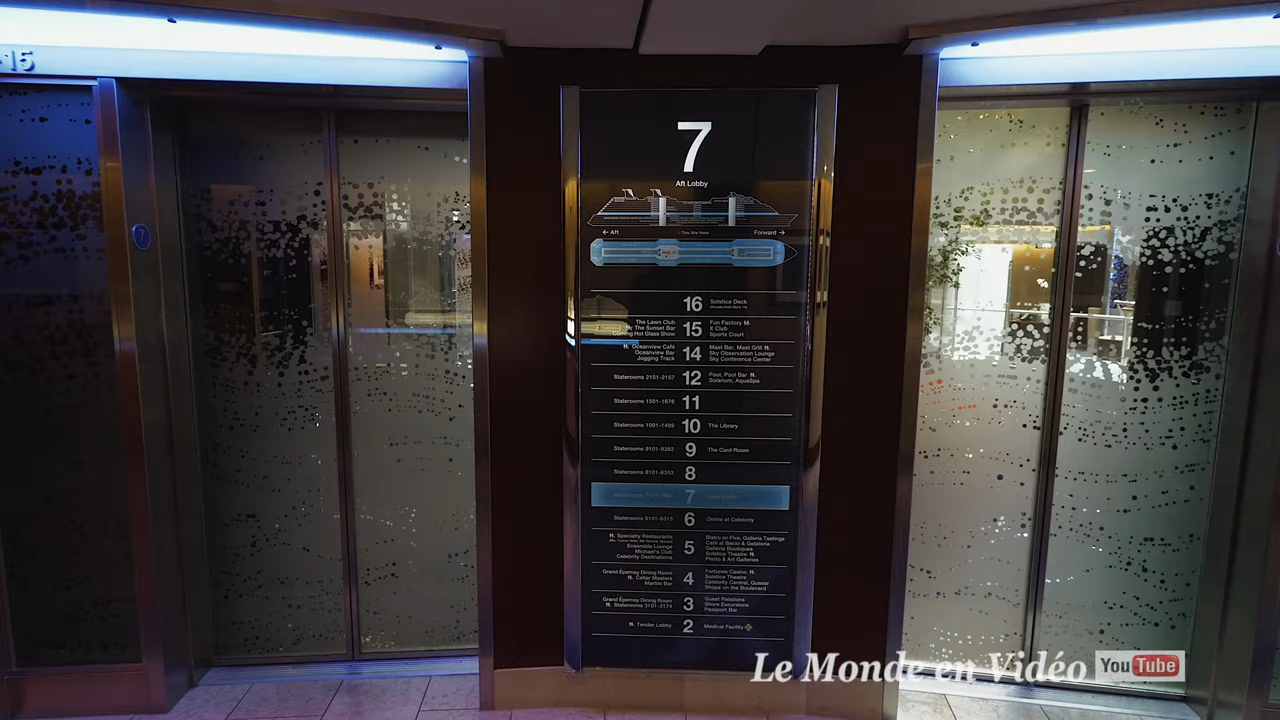 -15
7
7
Aft Lobby
← Aft
You Are Here
Forward →
16 Solstice Deck
The Lawn Club 15 Fun Factory
The Sunset Bar X Club
Corning Hot Glass Show Sports Court
Oceanview Café 14 Mast Bar, Mast Grill
Oceanview Bar Sky Observation Lounge
Jogging Track Sky Conference Center
Staterooms 2101-2157 12 Pool, Pool Bar
Solarium, AquaSpa
Staterooms 1501-1676 11
Staterooms 1001-1409 10 The Library
Staterooms 9101-9382 9 The Card Room
Staterooms 8101-8353 8
7
Staterooms 6101-6315 6 Online at Celebrity
Specialty Restaurants 5 Bistro on Five, Galleria Tastings
Ensemble Lounge Café al Bacio & Gelateria
Michael's Club Galleria Boutiques
Celebrity Destinations Solstice Theatre
Photo & Art Galleries
Grand Epernay Dining Room 4 Fortunes Casino
Cellar Masters Solstice Theatre
Martini Bar Celebrity Central, Quasar
Shops on the Boulevard
Grand Epernay Dining Room 3 Guest Relations
Staterooms 3101-3174 Shore Excursions
Passport Bar
Tender Lobby 2 Medical Facility
Le Monde en Vidéo YouTube